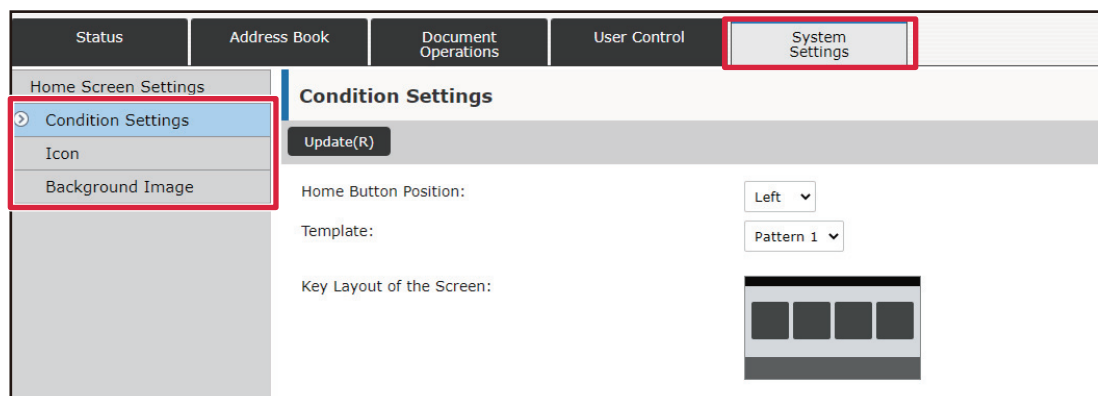 Status
Address Book
Document
Operations
User Control
System
Settings
Home Screen Settings
Condition Settings
Icon
Background Image
Condition Settings
Update(R)
Home Button Position:
Left
Template:
Pattern 1
Key Layout of the Screen: